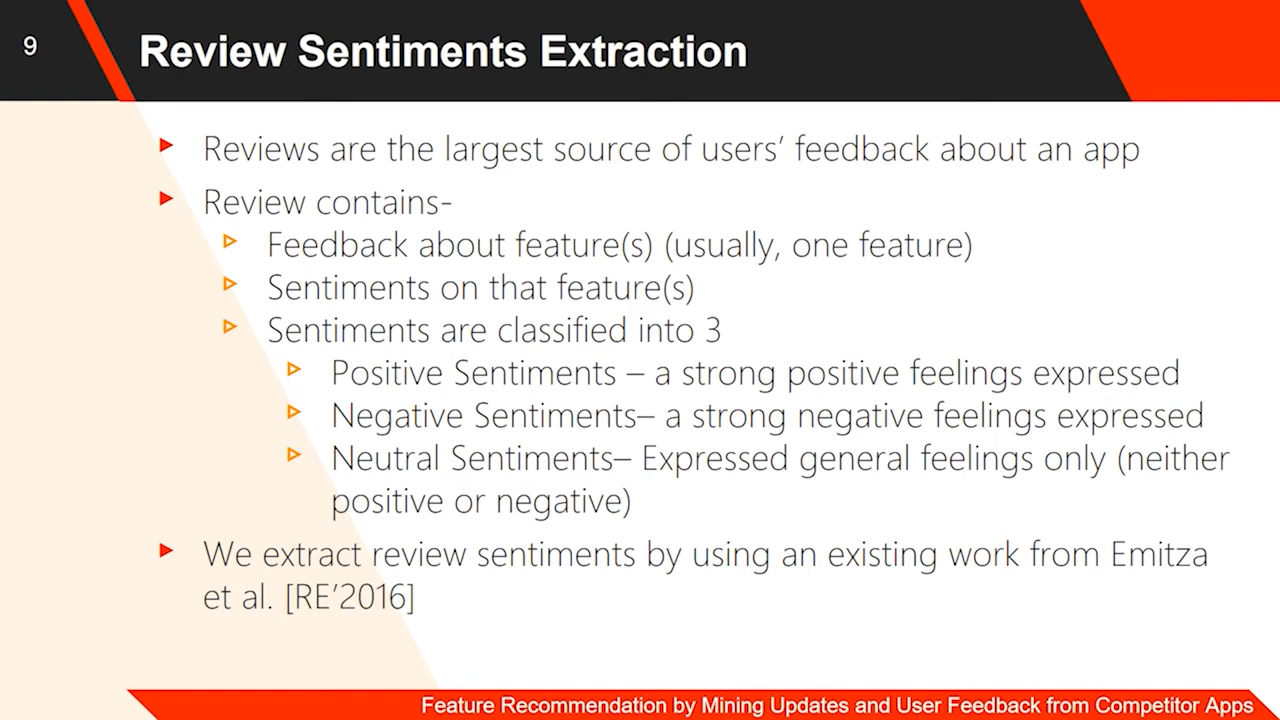 9
Review Sentiments Extraction
Reviews are the largest source of users’ feedback about an app
Review contains-
Feedback about feature(s) (usually, one feature)
Sentiments on that feature(s)
Sentiments are classified into 3
Positive Sentiments – a strong positive feelings expressed
Negative Sentiments– a strong negative feelings expressed
Neutral Sentiments– Expressed general feelings only (neither
positive or negative)
We extract review sentiments by using an existing work from Emitza
et al. [RE’2016]
Feature Recommendation by Mining Updates and User Feedback from Competitor Apps